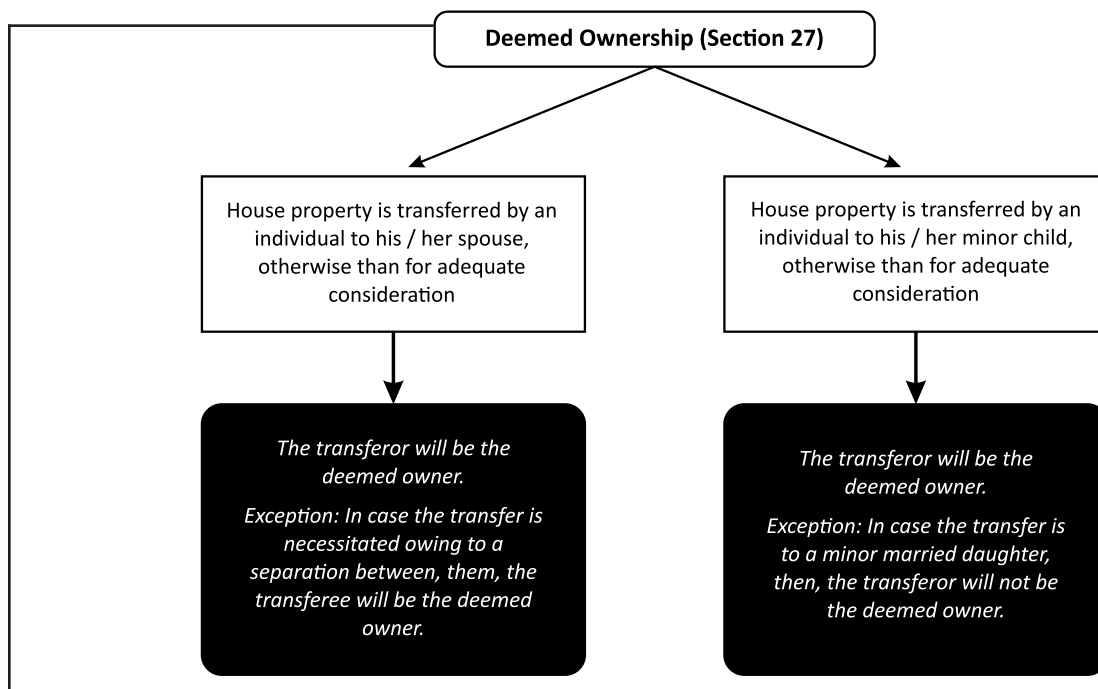 Deemed Ownership (Section 27)
House property is transferred by an
individual to his / her spouse,
otherwise than for adequate
consideration
House property is transferred by an
individual to his / her minor child,
otherwise than for adequate
consideration
The transferor will be the
deemed owner.
Exception: In case the transfer is
necessitated owing to a
separation between, them, the
transferee will be the deemed
owner.
The transferor will be the
deemed owner.
Exception: In case the transfer is
to a minor married daughter,
then, the transferor will not be
the deemed owner.